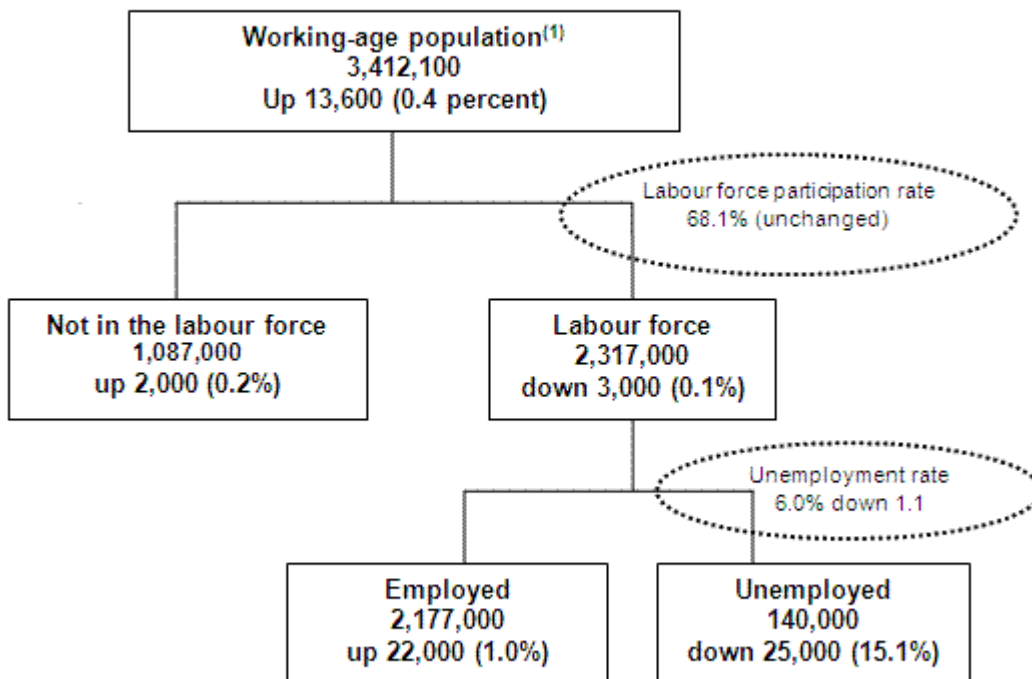 Working-age population(1)
3,412,100
Up 13,600 (0.4 percent)
Labour force participation rate
68.1% (unchanged)
Not in the labour force
1,087,000
up 2,000 (0.2%)
Labour force
2,317,000
down 3,000 (0.1%)
Unemployment rate
6.0% down 1.1
Employed
2,177,000
up 22,000 (1.0%)
Unemployed
140,000
down 25,000 (15.1%)